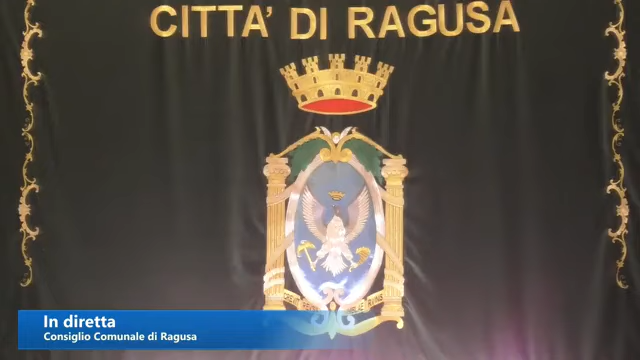 CITTA' DI RAGUSA
In diretta
Consiglio Comunale di Ragusa